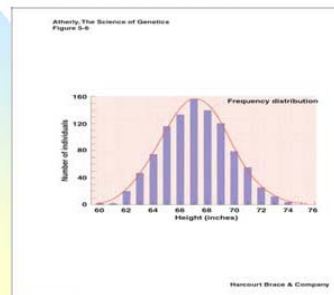 Atherly, The Science of Genetics
Figure 5-6
Frequency distribution
Number of individuals
160
120
80
40
0
60 62 64 66 68 70 72 74 76
Height (inches)
Harcourt Brace & Company